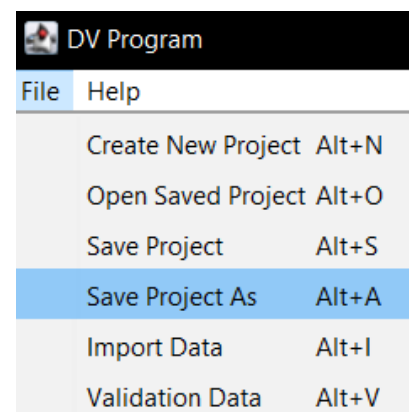 DV Program
File Help
Create New Project Alt+N
Open Saved Project Alt+O
Save Project Alt+S
Save Project As Alt+A
Import Data Alt+I
Validation Data Alt+V